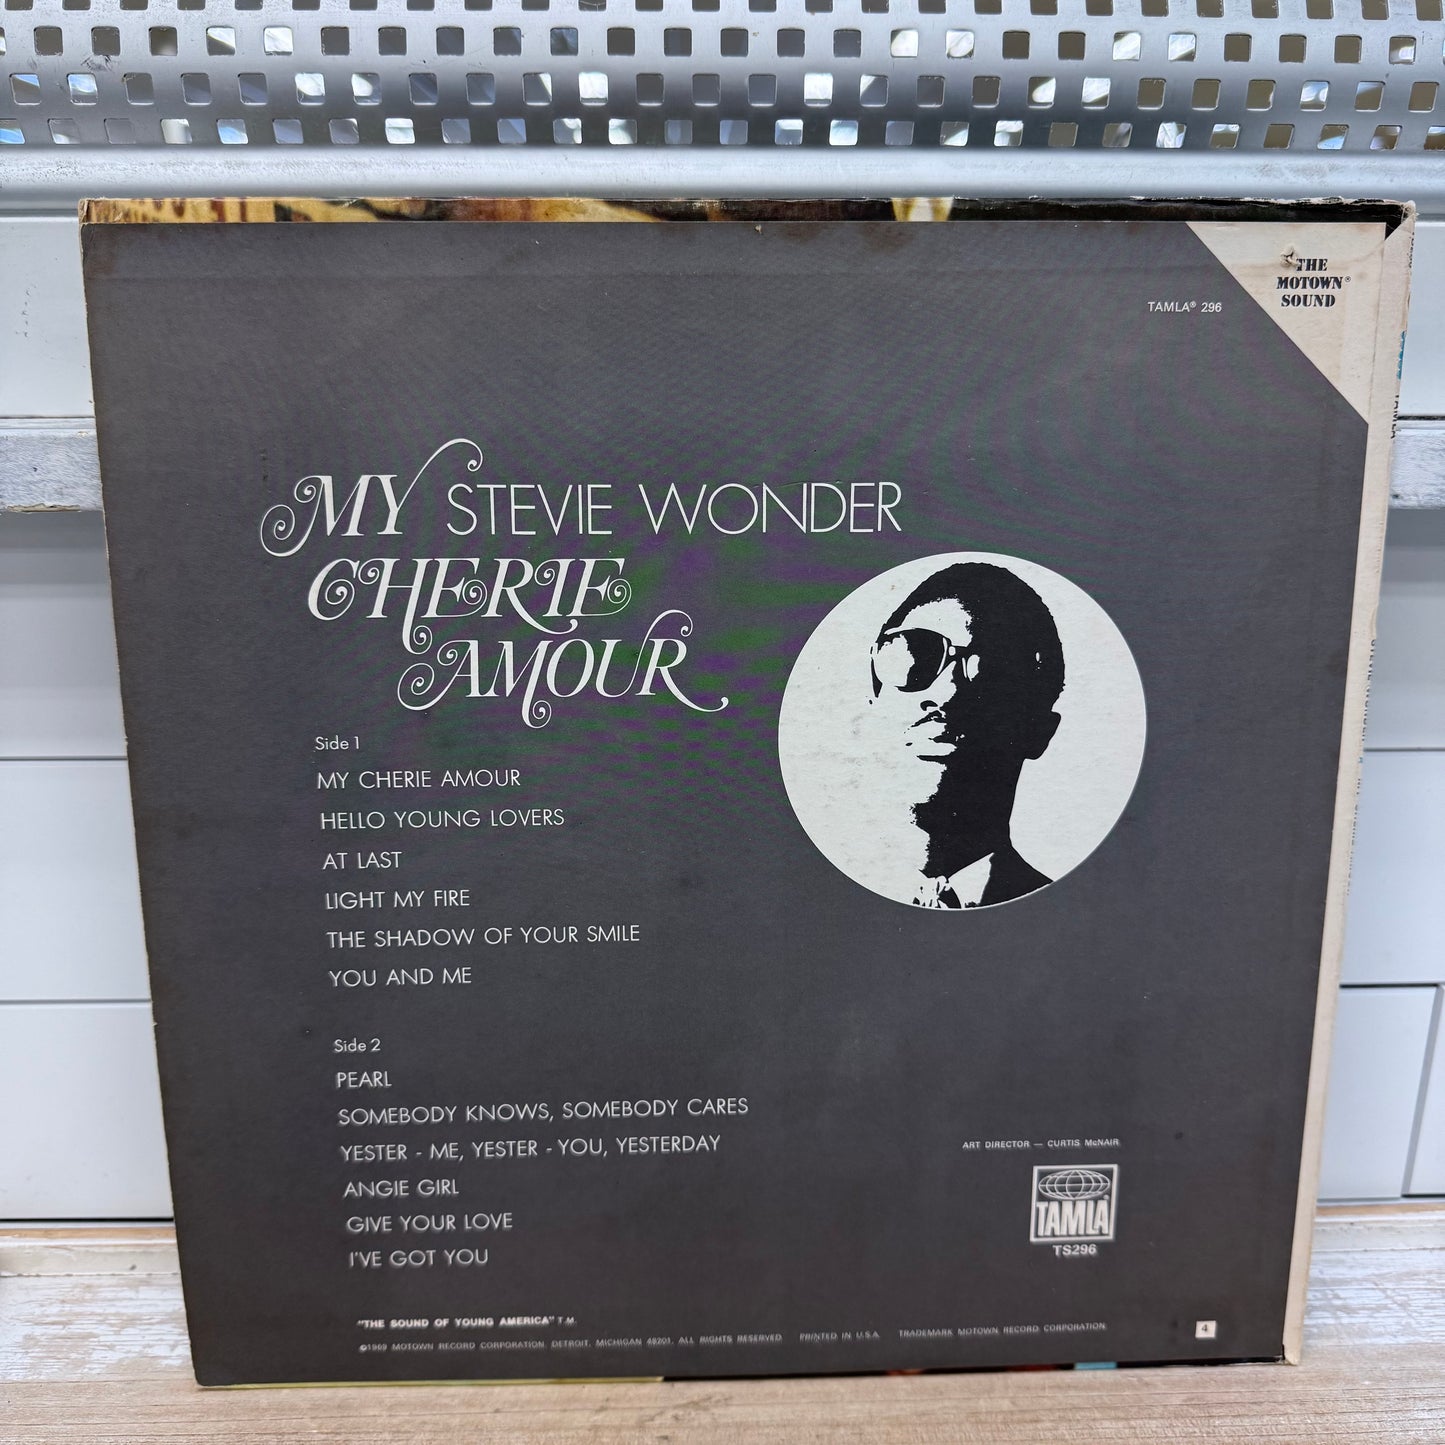 THE
MOTOWN®
SOUND
TAMLA® 296
MY STEVIE WONDER
CHERIE
AMOUR
Side 1
MY CHERIE AMOUR
HELLO YOUNG LOVERS
AT LAST
LIGHT MY FIRE
THE SHADOW OF YOUR SMILE
YOU AND ME
Side 2
PEARL
SOMEBODY KNOWS, SOMEBODY CARES
YESTER - ME, YESTER - YOU, YESTERDAY
ANGIE GIRL
GIVE YOUR LOVE
I'VE GOT YOU
ART DIRECTOR — CURTIS McNAIR
TAMLA
TS296
"THE SOUND OF YOUNG AMERICA" T.M.
©1969 MOTOWN RECORD CORPORATION, DETROIT, MICHIGAN 48201, ALL RIGHTS RESERVED PRINTED IN U.S.A. TRADEMARK MOTOWN RECORD CORPORATION
4